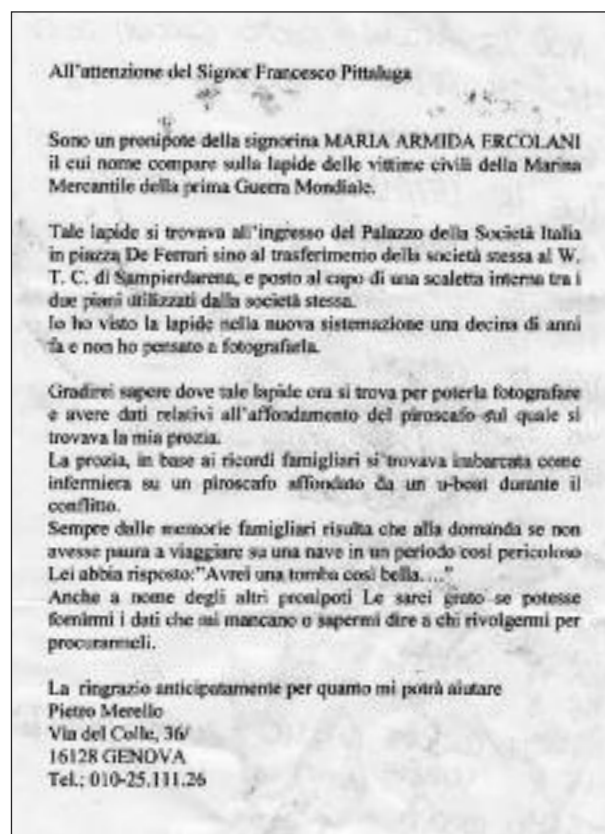 All'attenzione del Signor Francesco Pittaluga
Sono un pronipote della signorina MARIA ARMIDA ERCOLANI
il cui nome compare sulla lapide delle vittime civili della Marina
Mercantile della prima Guerra Mondiale.
Tale lapide si trovava all'ingresso del Palazzo della Società Italia
in piazza De Ferrari sino al trasferimento della società stessa al W.
T. C. di Sampierdarena, e posto al capo di una scaletta interna tra i
due piani utilizzati dalla società stessa.
Io ho visto la lapide nella nuova sistemazione una decina di anni
fa e non ho pensato a fotografarla.
Gradirei sapere dove tale lapide ora si trova per poterla fotografare
e avere dati relativi all'affondamento del piroscafo sul quale si
trovava la mia prozia.
La prozia, in base ai ricordi famigliari si trovava imbarcata come
infermiera su un piroscafo affondato da un u-boat durante il
conflitto.
Sempre dalle memorie famigliari risulta che alla domanda se non
avesse paura a viaggiare su una nave in un periodo così pericoloso
Lei abbia risposto:"Avrei una tomba così bella...."
Anche a nome degli altri pronipoti Le sarei grato se potesse
fornirmi i dati che mi mancano o sapermi dire a chi rivolgermi per
procurarmeli.
La ringrazio anticipatamente per quanto mi potrà aiutare
Pietro Merello
Via del Colle, 36/
16128 GENOVA
Tel.: 010-25.111.26